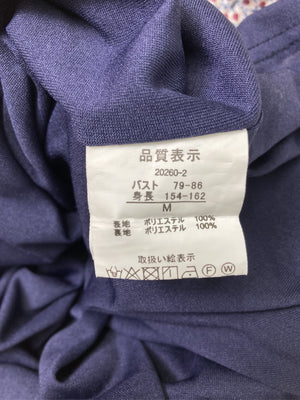 品質表示
20260-2
バスト 79-86
身長 154-162
M
表地 ポリエステル 100%
裏地 ポリエステル 100%
取扱い絵表示
F W